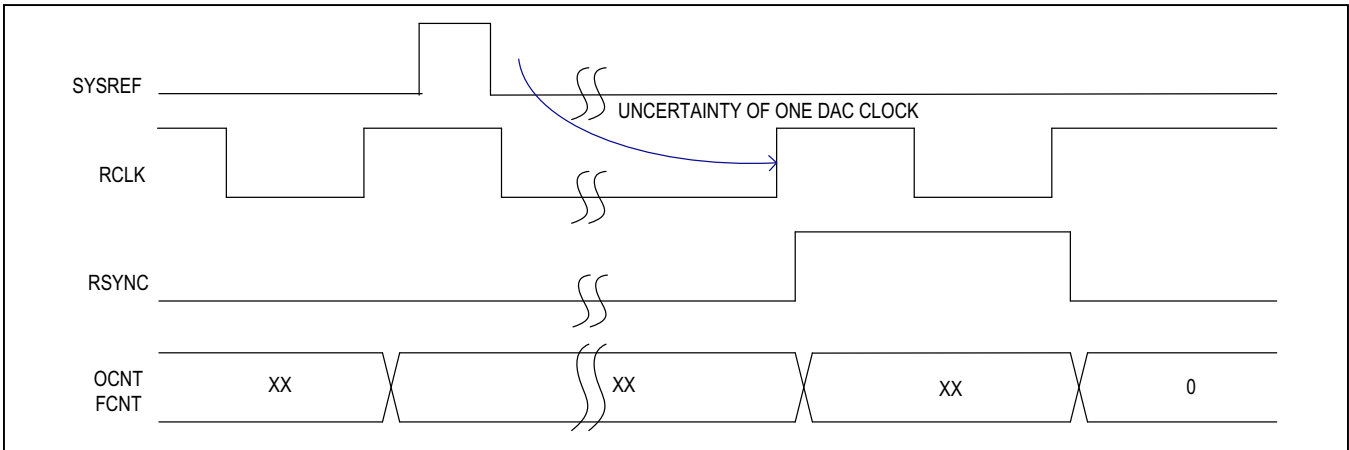 SYSREF
UNCERTAINTY OF ONE DAC CLOCK
RCLK
RSYNC
OCNT
FCNT
XX
XX
XX
0